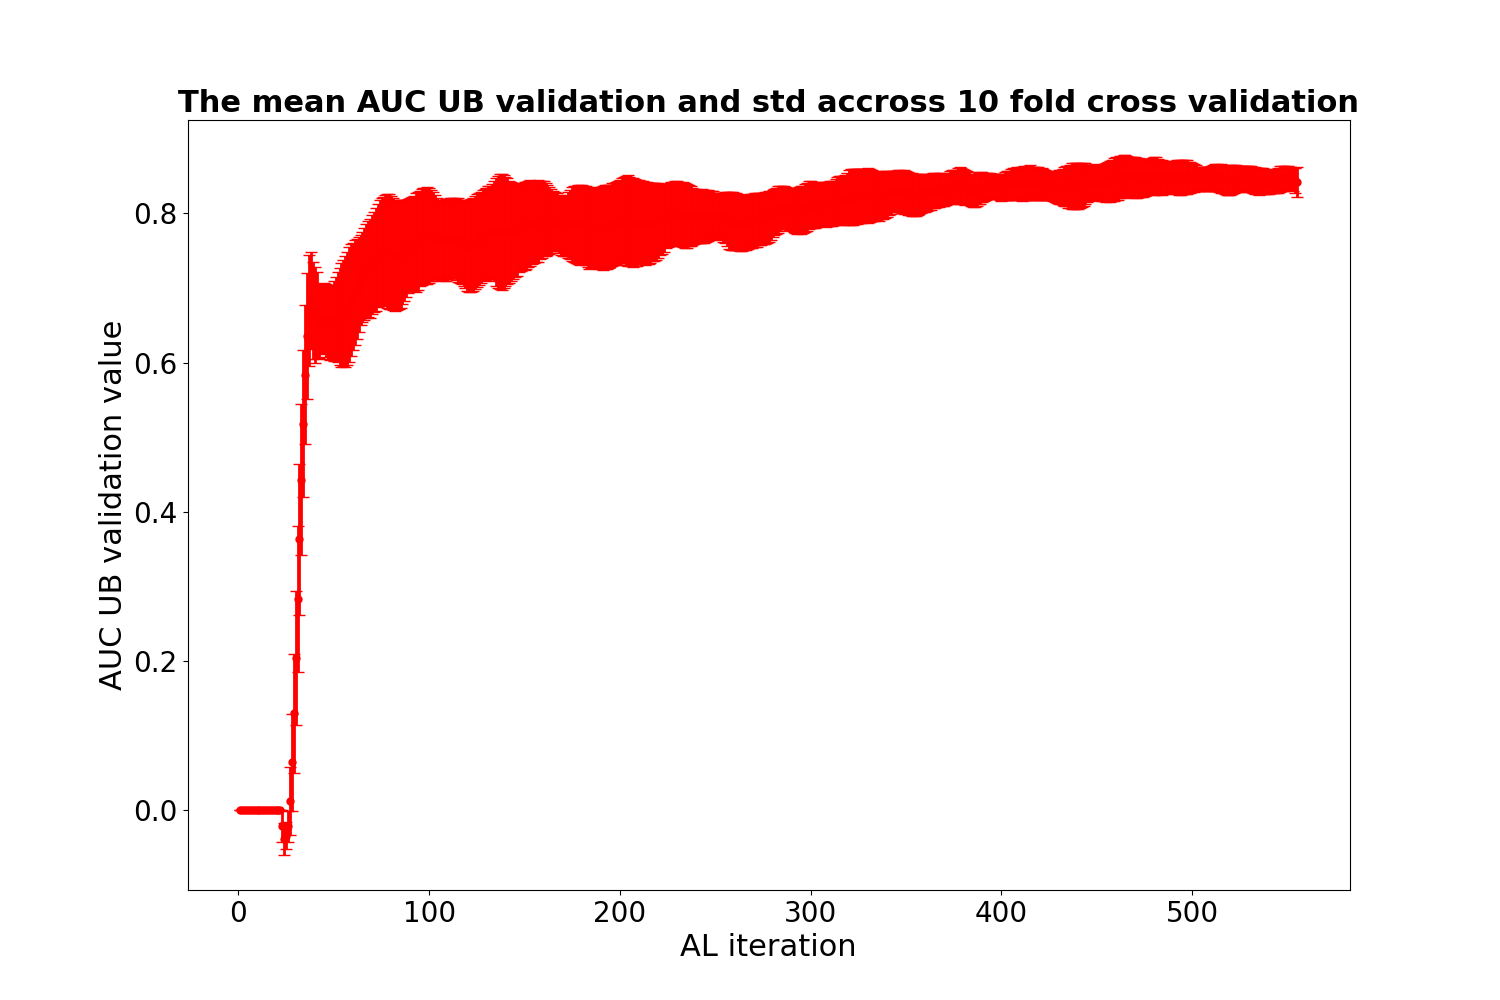 The mean AUC UB validation and std accross 10 fold cross validation
AUC UB validation value
0.8
0.6
0.4
0.2
0.0
0 100 200 300 400 500
AL iteration